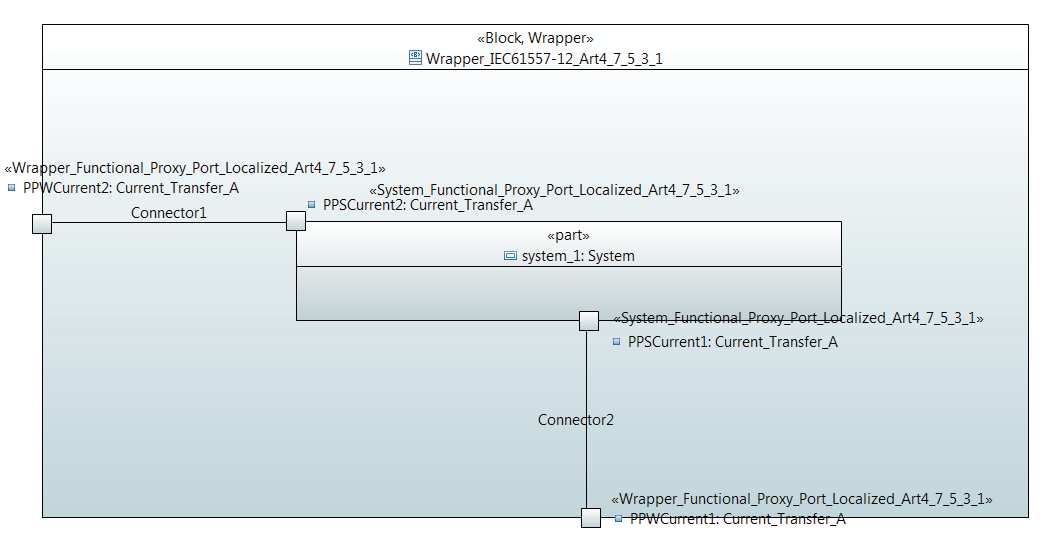 «Block, Wrapper»
Wrapper_IEC61557-12_Art4_7_5_3_1
«Wrapper_Functional_Proxy_Port_Localized_Art4_7_5_3_1»
PPWCurrent2: Current_Transfer_A
«System_Functional_Proxy_Port_Localized_Art4_7_5_3_1»
PPSCurrent2: Current_Transfer_A
Connector1
«part»
system_1: System
«System_Functional_Proxy_Port_Localized_Art4_7_5_3_1»
PPSCurrent1: Current_Transfer_A
Connector2
«Wrapper_Functional_Proxy_Port_Localized_Art4_7_5_3_1»
PPWCurrent1: Current_Transfer_A